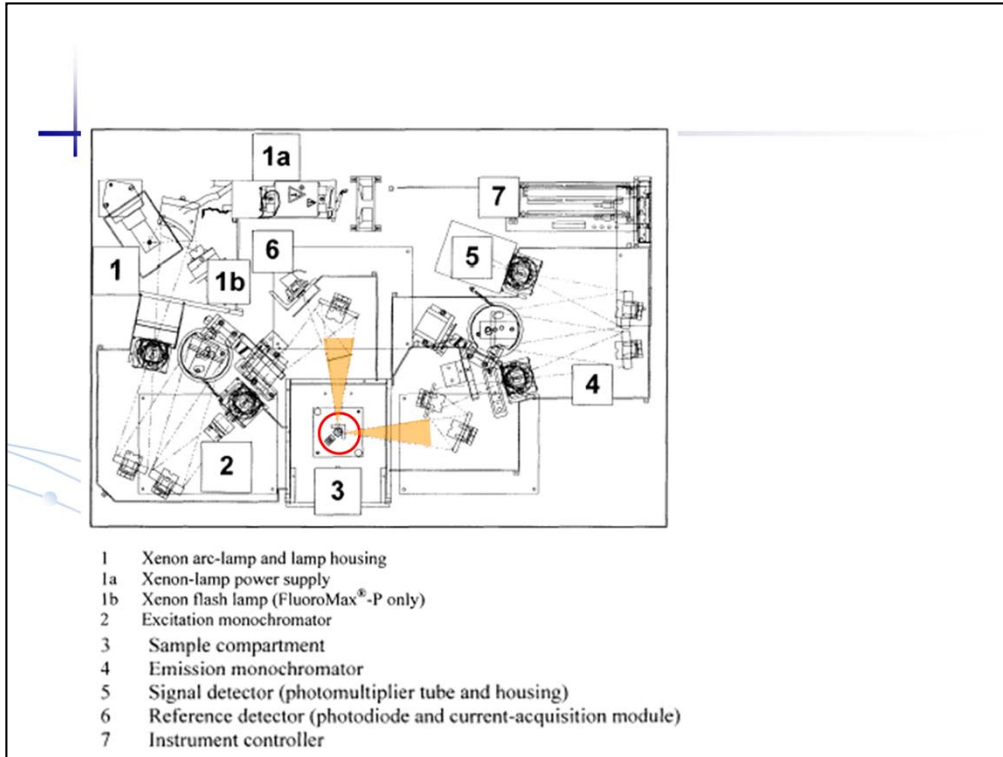 1a
7
5
6
1
1b
4
2
3
1 Xenon arc-lamp and lamp housing
1a Xenon-lamp power supply
1b Xenon flash lamp (FluoroMax®-P only)
2 Excitation monochromator
3 Sample compartment
4 Emission monochromator
5 Signal detector (photomultiplier tube and housing)
6 Reference detector (photodiode and current-acquisition module)
7 Instrument controller